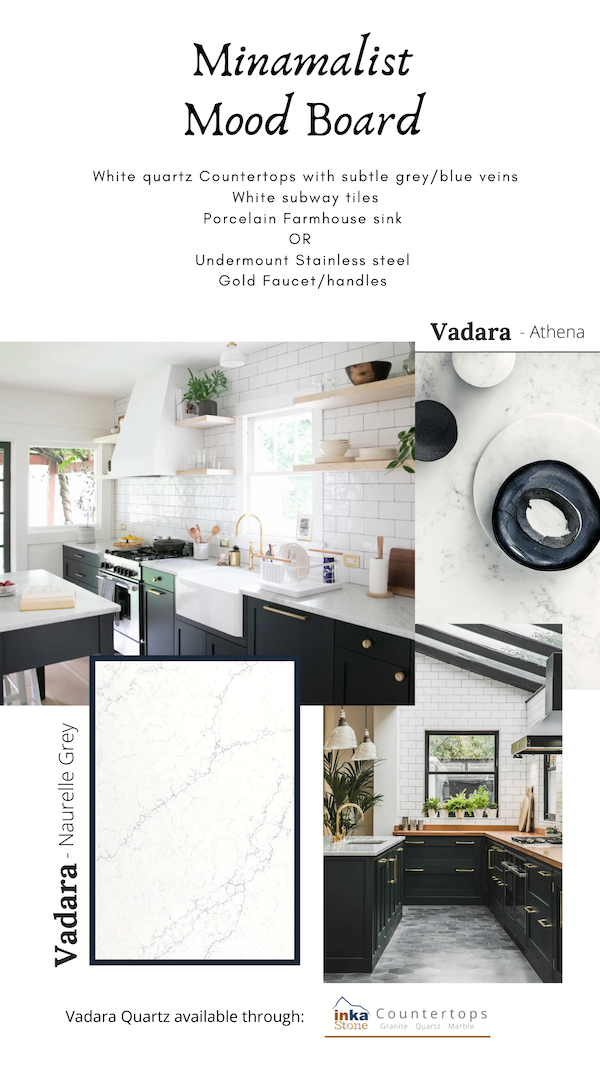 Minamalist
Mood Board
White quartz Countertops with subtle grey/blue veins
White subway tiles
Porcelain Farmhouse sink
OR
Undermount Stainless steel
Gold Faucet/handles
Vadara - Athena
Vadara - Naurelle Grey
Vadara Quartz available through:
inka
Stone
Countertops
Granite . Quartz . Marble